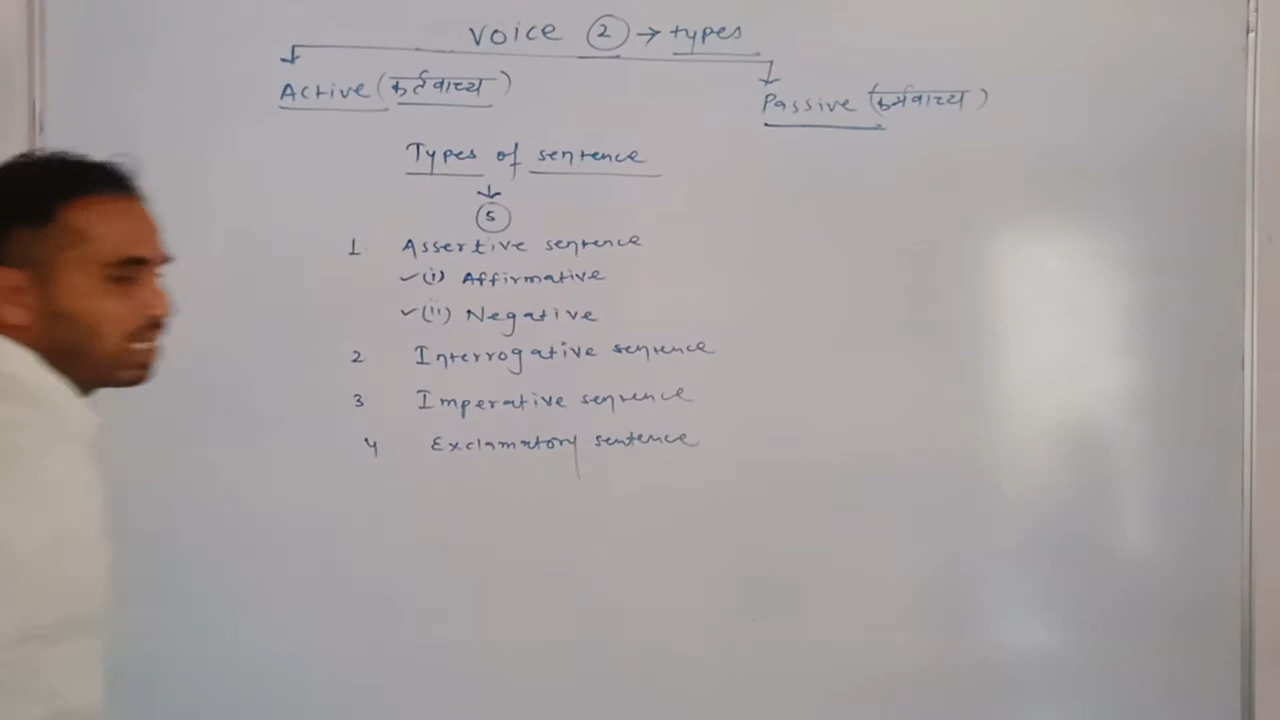 Voice 2 → types
Active (कर्तवाच्य)
Passive (कर्मवाच्य)
Types of sentence
5
1 Assertive sentence
✓(i) Affirmative
✓(ii) Negative
2 Interrogative sentence
3 Imperative sentence
4 Exclamatory sentence